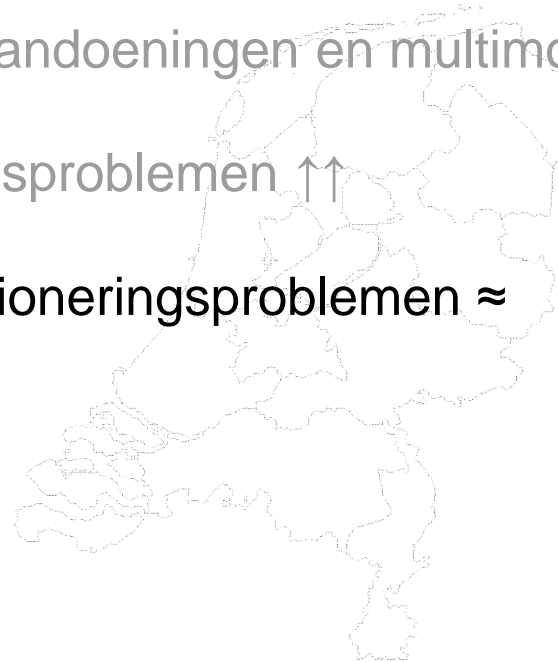 andoeningen en multimo
sproblemen ↑↑
ioneringsproblemen ≈